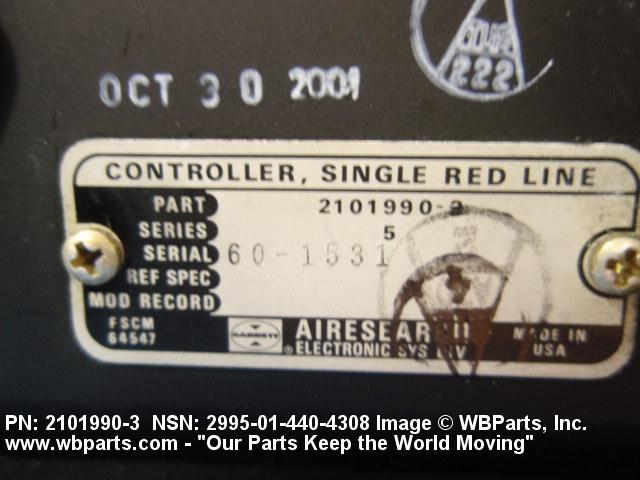 222
OCT 30 2001
CONTROLLER, SINGLE RED LINE
PART 2101990-3
SERIES 5
SERIAL 60-1531
REF SPEC
MOD RECORD
FSCM
64547
GARRETT
AIRESEARCH
ELECTRONIC SYS DIV
MADE IN
USA
PN: 2101990-3 NSN: 2995-01-440-4308 Image © WBParts, Inc.
www.wbparts.com - "Our Parts Keep the World Moving"